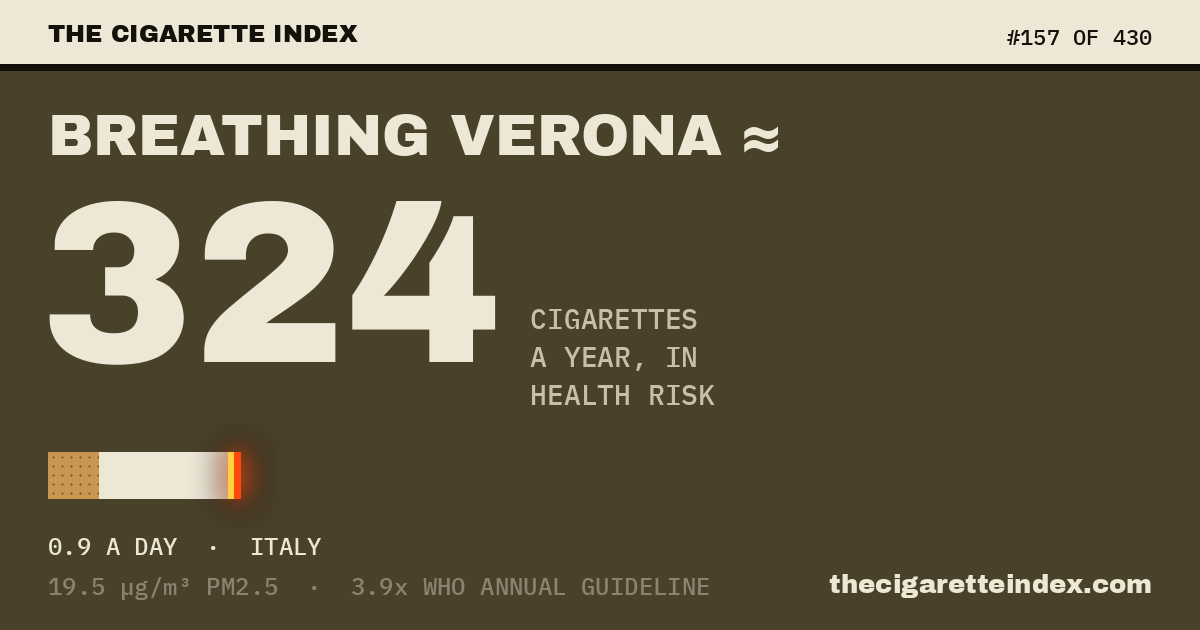 THE CIGARETTE INDEX
#157 OF 430
BREATHING VERONA ≈
324
CIGARETTES
A YEAR, IN
HEALTH RISK
0.9 A DAY · ITALY
19.5 µg/m³ PM2.5 · 3.9x WHO ANNUAL GUIDELINE
thecigaretteindex.com